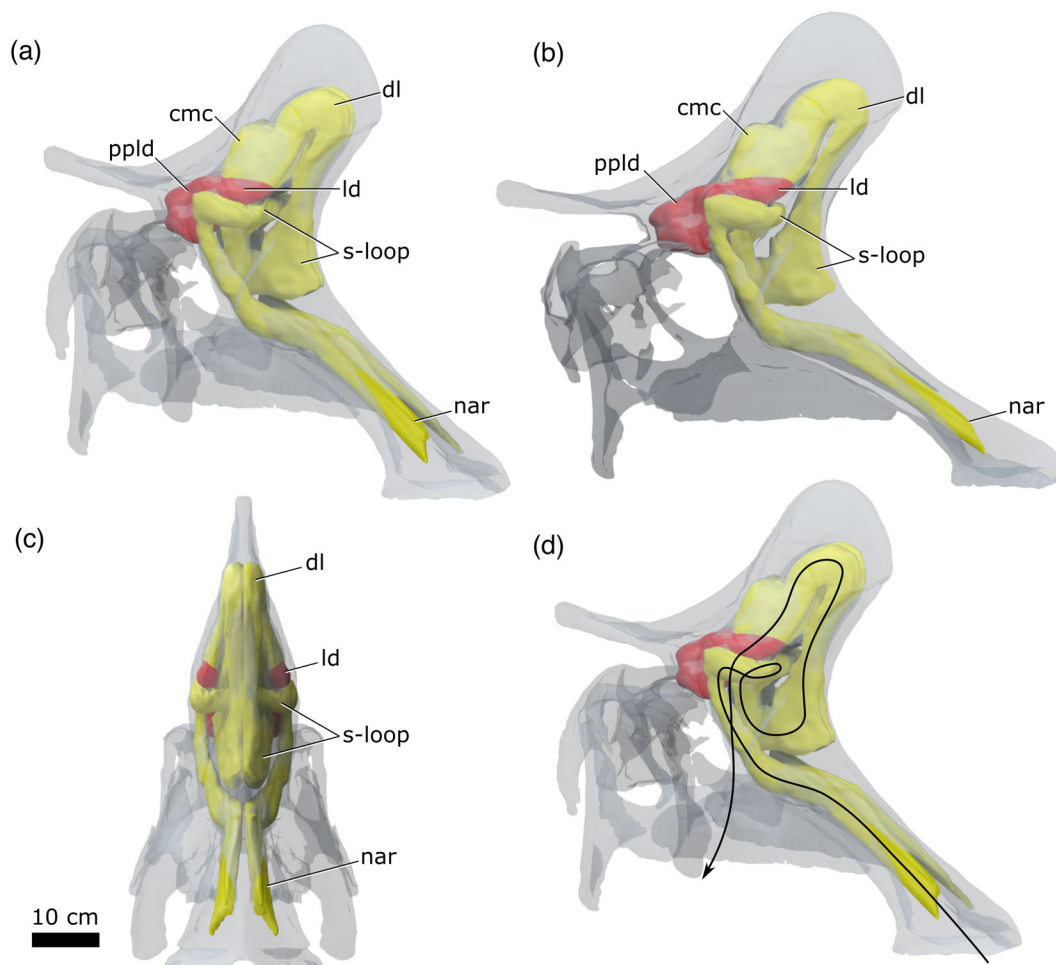 (a)
dl
cmc
ppld
ld
s-loop
nar
(b)
dl
cmc
ppld
ld
s-loop
nar
(c)
dl
ld
s-loop
nar
10 cm
(d)